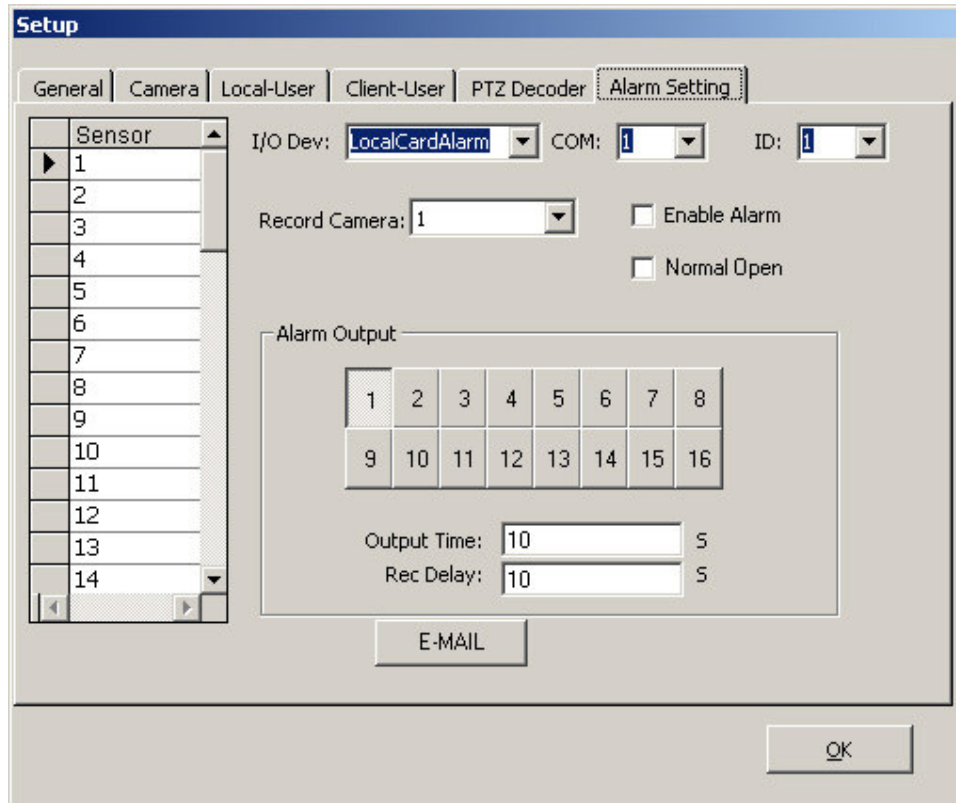 Setup
General Camera Local-User Client-User PTZ Decoder Alarm Setting
Sensor
I/O Dev: LocalCardAlarm COM: 1 ID: 1
1
2
3
4
5
6
7
8
9
10
11
12
13
14
Record Camera: 1
Enable Alarm
Normal Open
Alarm Output
1 2 3 4 5 6 7 8
9 10 11 12 13 14 15 16
Output Time: 10 S
Rec Delay: 10 S
E-MAIL
OK